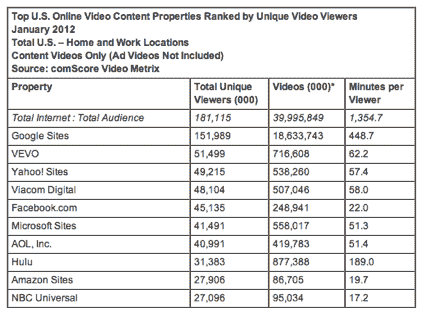 Top U.S. Online Video Content Properties Ranked by Unique Video Viewers
January 2012
Total U.S. – Home and Work Locations
Content Videos Only (Ad Videos Not Included)
Source: comScore Video Metrix
Property Total Unique Viewers (000) Videos (000)* Minutes per Viewer
Total Internet : Total Audience 181,115 39,995,849 1,354.7
Google Sites 151,989 18,633,743 448.7
VEVO 51,499 716,608 62.2
Yahoo! Sites 49,215 538,260 57.4
Viacom Digital 48,104 507,046 58.0
Facebook.com 45,135 248,941 22.0
Microsoft Sites 41,491 558,017 51.3
AOL, Inc. 40,991 419,783 51.4
Hulu 31,383 877,388 189.0
Amazon Sites 27,906 86,705 19.7
NBC Universal 27,096 95,034 17.2